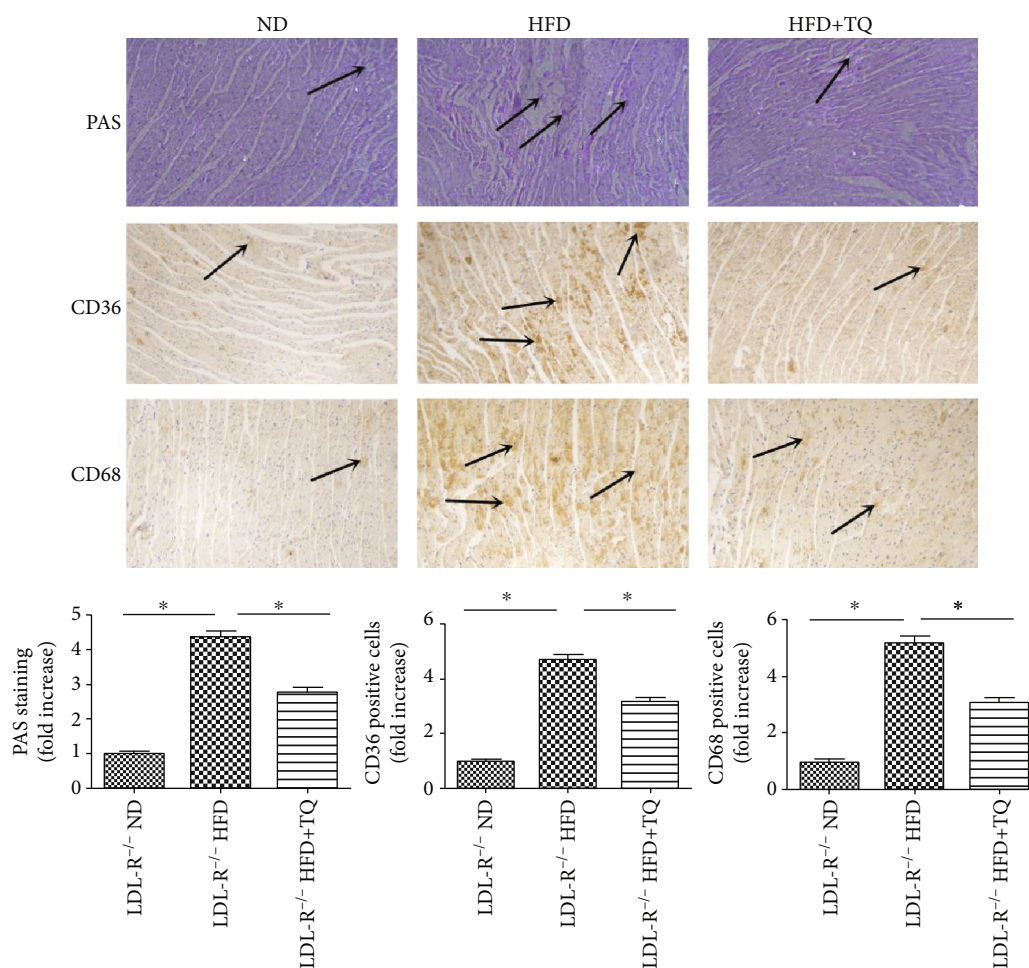 ND HFD HFD+TQ
PAS
CD36
CD68
PAS staining
(fold increase)
5
4
3
2
1
0
* *
LDL-R⁻/⁻ ND
LDL-R⁻/⁻ HFD
LDL-R⁻/⁻ HFD+TQ
CD36 positive cells
(fold increase)
6
4
2
0
* *
LDL-R⁻/⁻ ND
LDL-R⁻/⁻ HFD
LDL-R⁻/⁻ HFD+TQ
CD68 positive cells
(fold increase)
6
4
2
0
* *
LDL-R⁻/⁻ ND
LDL-R⁻/⁻ HFD
LDL-R⁻/⁻ HFD+TQ